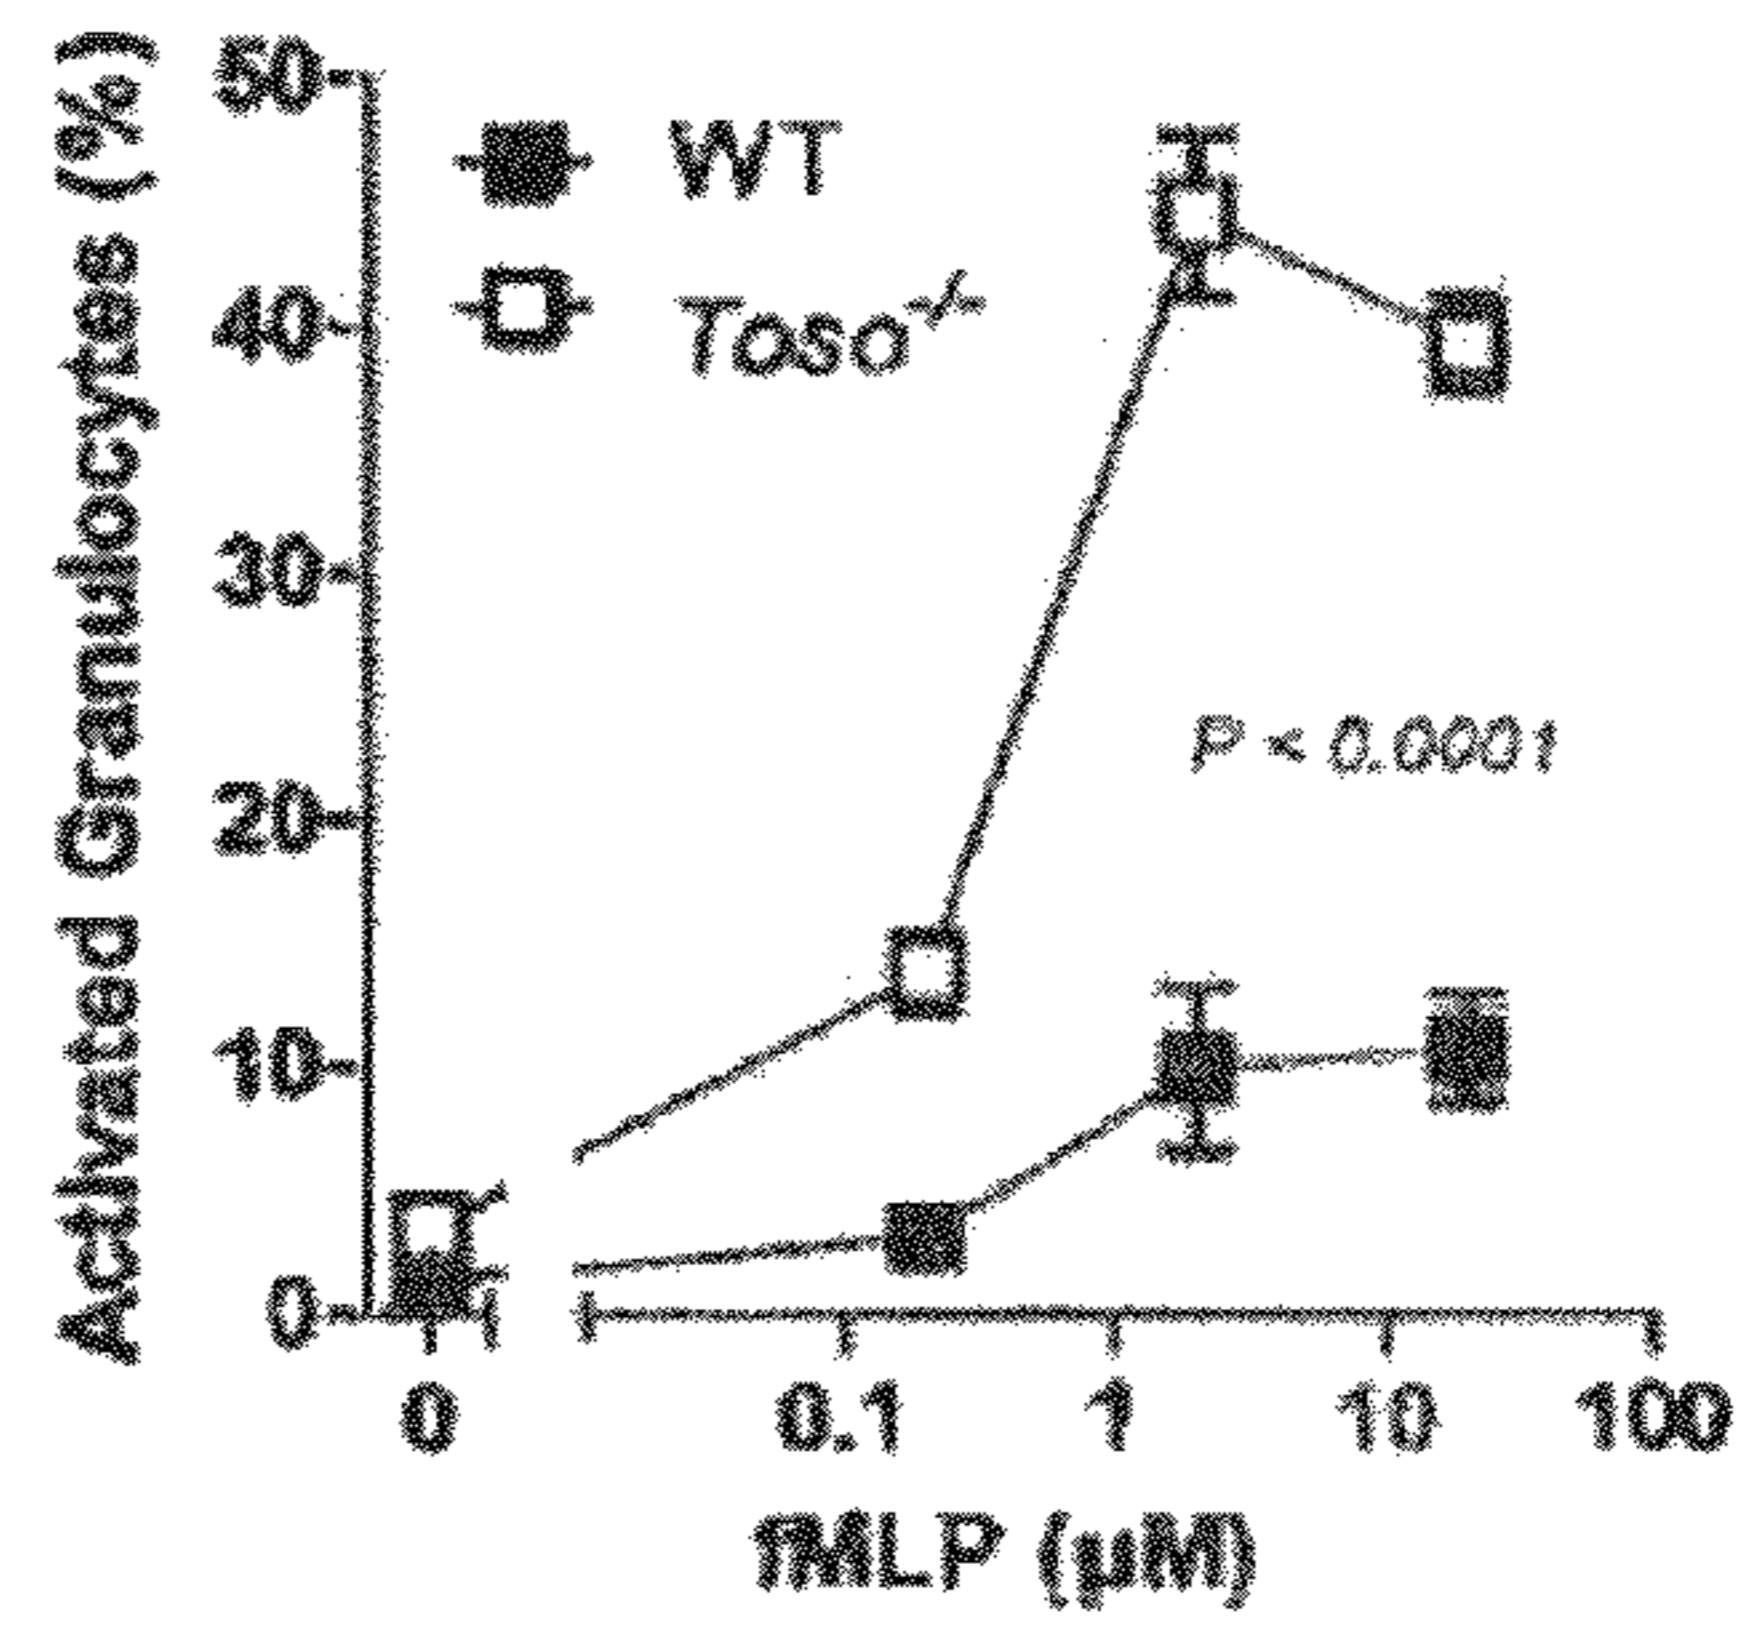 Activated Granulocytes (%)
50
40
30
20
10
0
WT
Toso-/-
P < 0.0001
0 0.1 1 10 100
fMLP (μM)